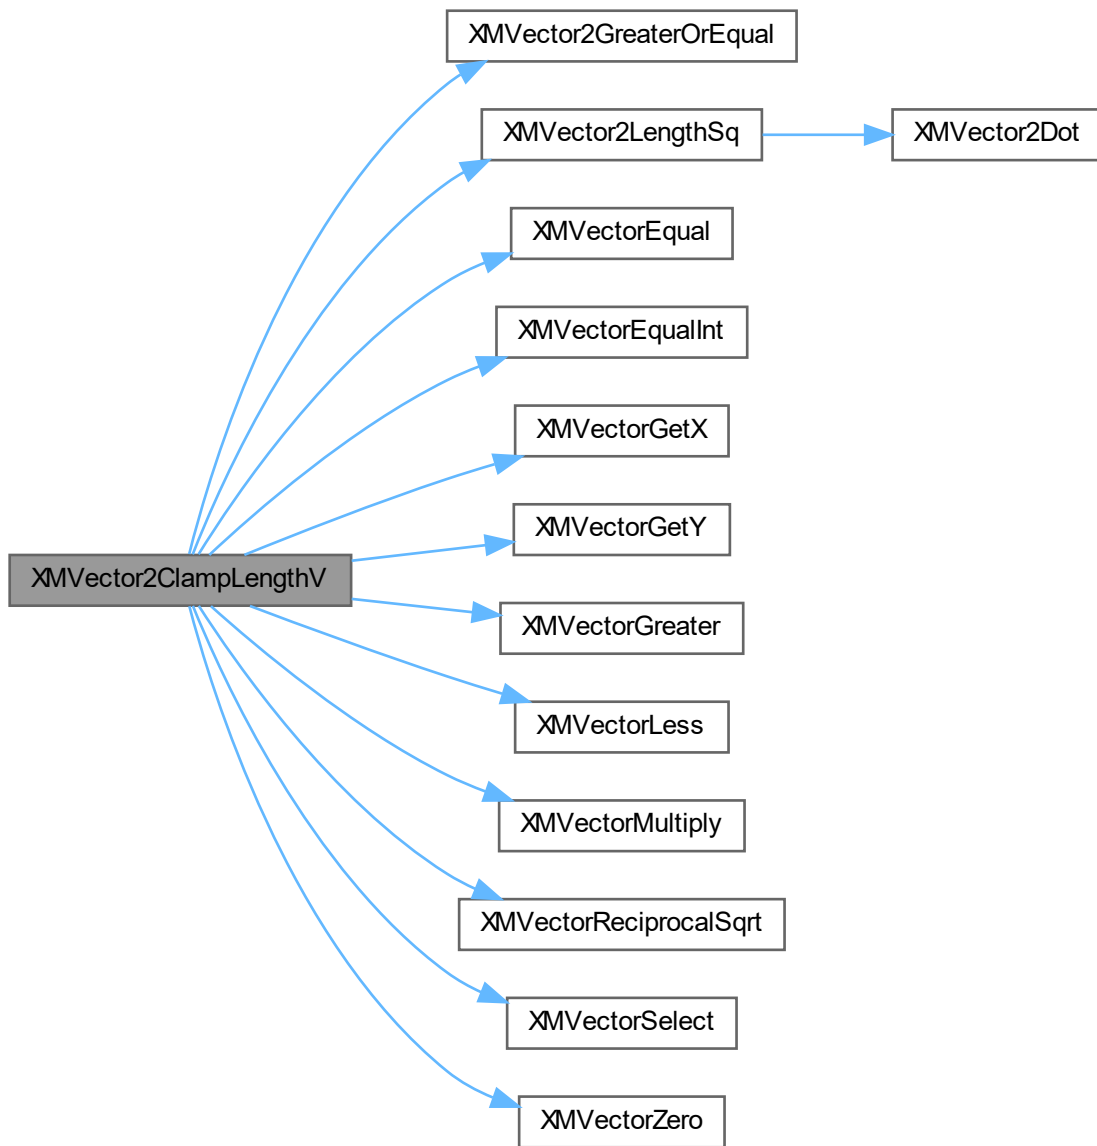 XMVector2GreaterOrEqual
XMVector2LengthSq
XMVector2Dot
XMVectorEqual
XMVectorEqualInt
XMVectorGetX
XMVectorGetY
XMVector2ClampLengthV
XMVectorGreater
XMVectorLess
XMVectorMultiply
XMVectorReciprocalSqrt
XMVectorSelect
XMVectorZero